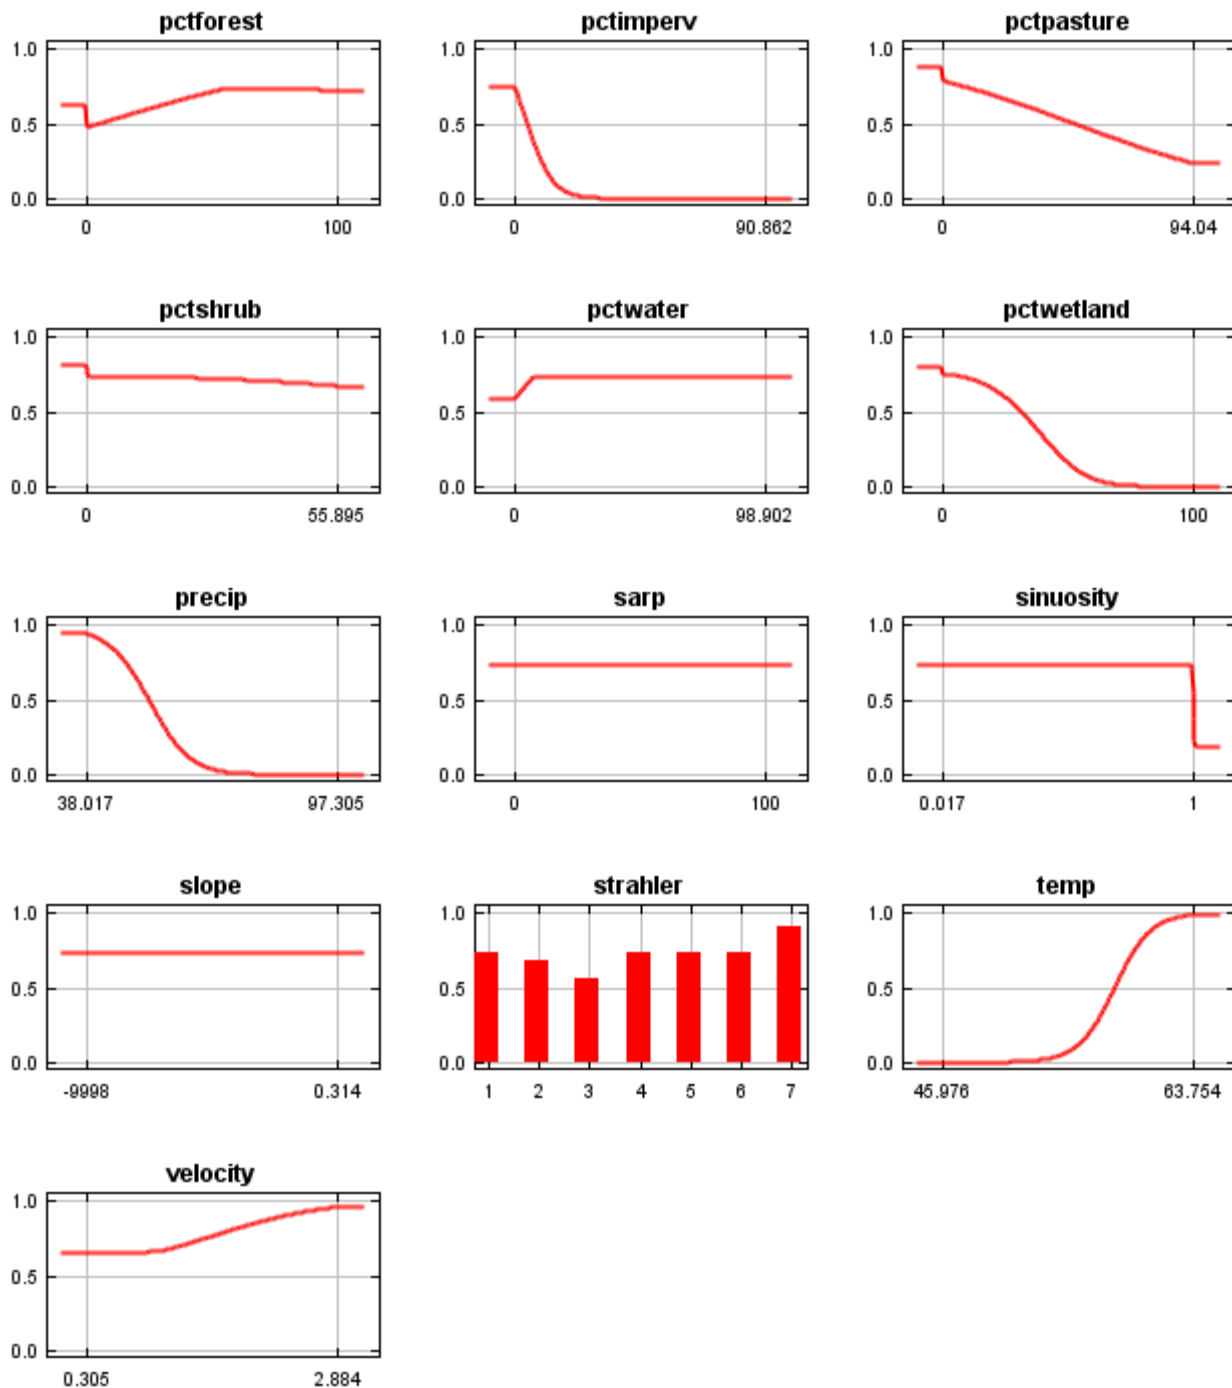 pctforest pctimperv pctpasture
1.0 1.0 1.0
0.5 0.5 0.5
0.0 0.0 0.0
0 100 0 90.862 0 94.04
pctshrub pctwater pctwetland
1.0 1.0 1.0
0.5 0.5 0.5
0.0 0.0 0.0
0 55.895 0 98.902 0 100
precip sarp sinuosity
1.0 1.0 1.0
0.5 0.5 0.5
0.0 0.0 0.0
38.017 97.305 0 100 0.017 1
slope strahler temp
1.0 1.0 1.0
0.5 0.5 0.5
0.0 0.0 0.0
-9998 0.314 1 2 3 4 5 6 7 45.976 63.754
velocity
1.0
0.5
0.0
0.305 2.884